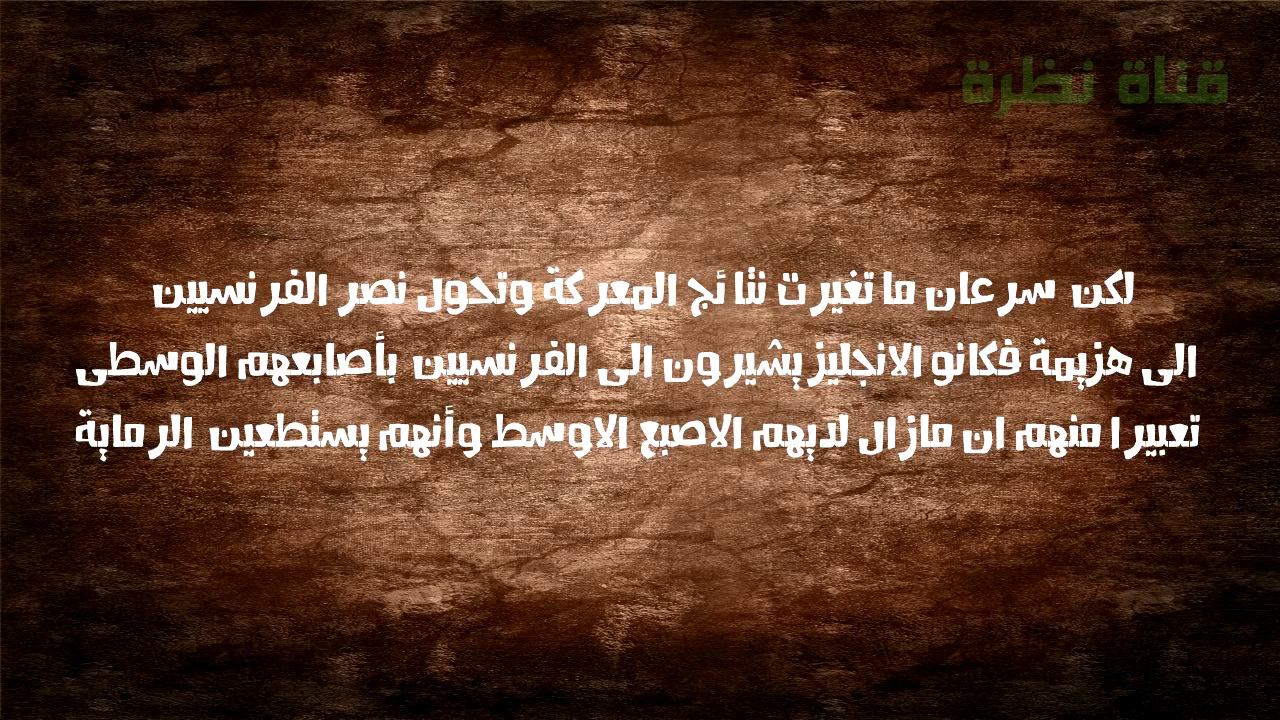 قناة نظرة
لكن سرعان ما تغيرت نتائج المعركة وتحول نصر الفرنسيين
الى هزيمة فكانو الانجليز يشيرون الى الفرنسيين بأصابعهم الوسطى
تعبيرا منهم ان مازال لديهم الاصبع الاوسط وأنهم يستطعين الرماية